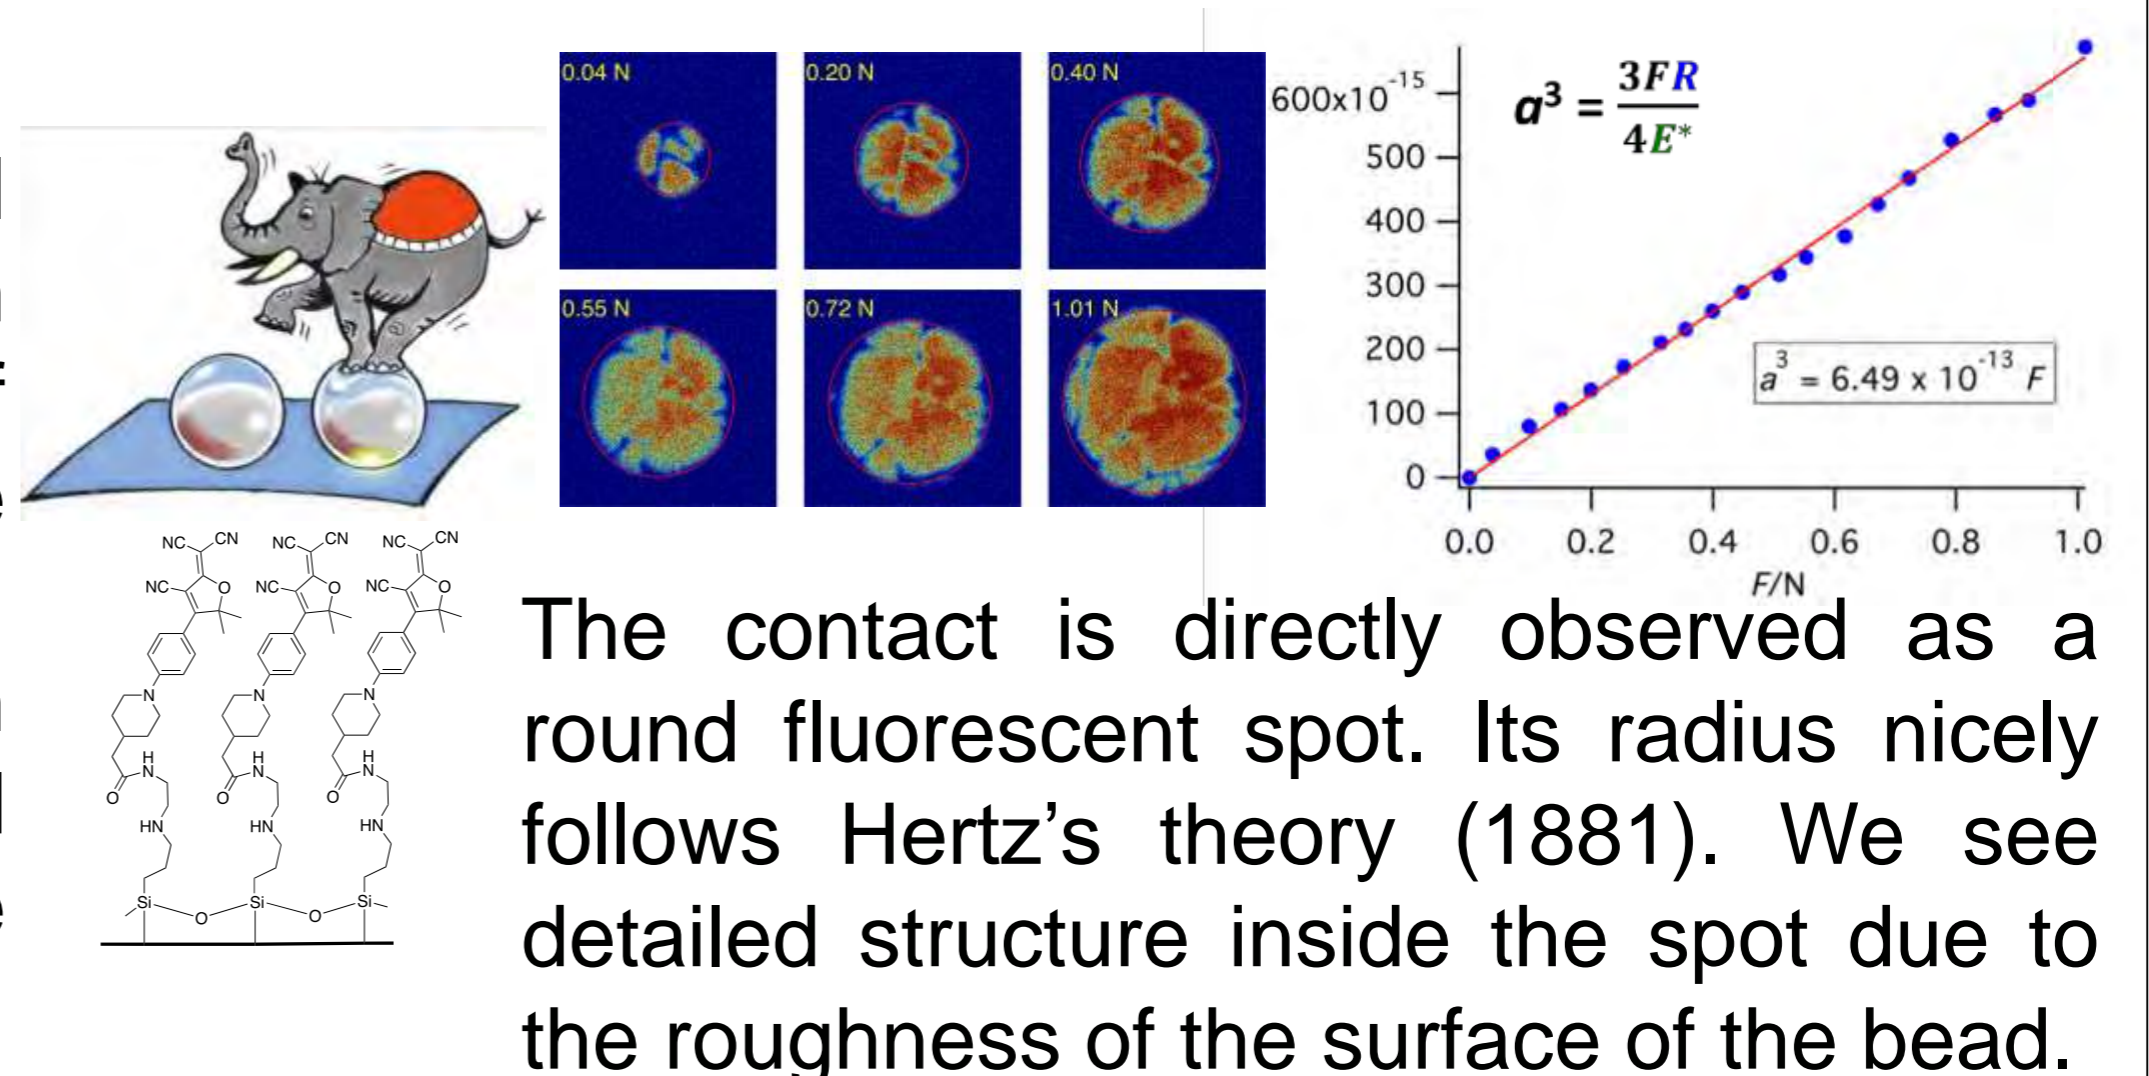 0.04 N
0.20 N
0.40 N
0.55 N
0.72 N
1.01 N
a³ = 3FR / 4E*
600x10⁻¹⁵
500
400
300
200
100
0
a³ = 6.49 x 10⁻¹³ F
0.0 0.2 0.4 0.6 0.8 1.0
F/N
NC CN NC CN NC CN
NC O NC O NC O
N N N
H H H
N N N
O O O
HN HN HN
Si Si Si
O O
The contact is directly observed as a
round fluorescent spot. Its radius nicely
follows Hertz’s theory (1881). We see
detailed structure inside the spot due to
the roughness of the surface of the bead.